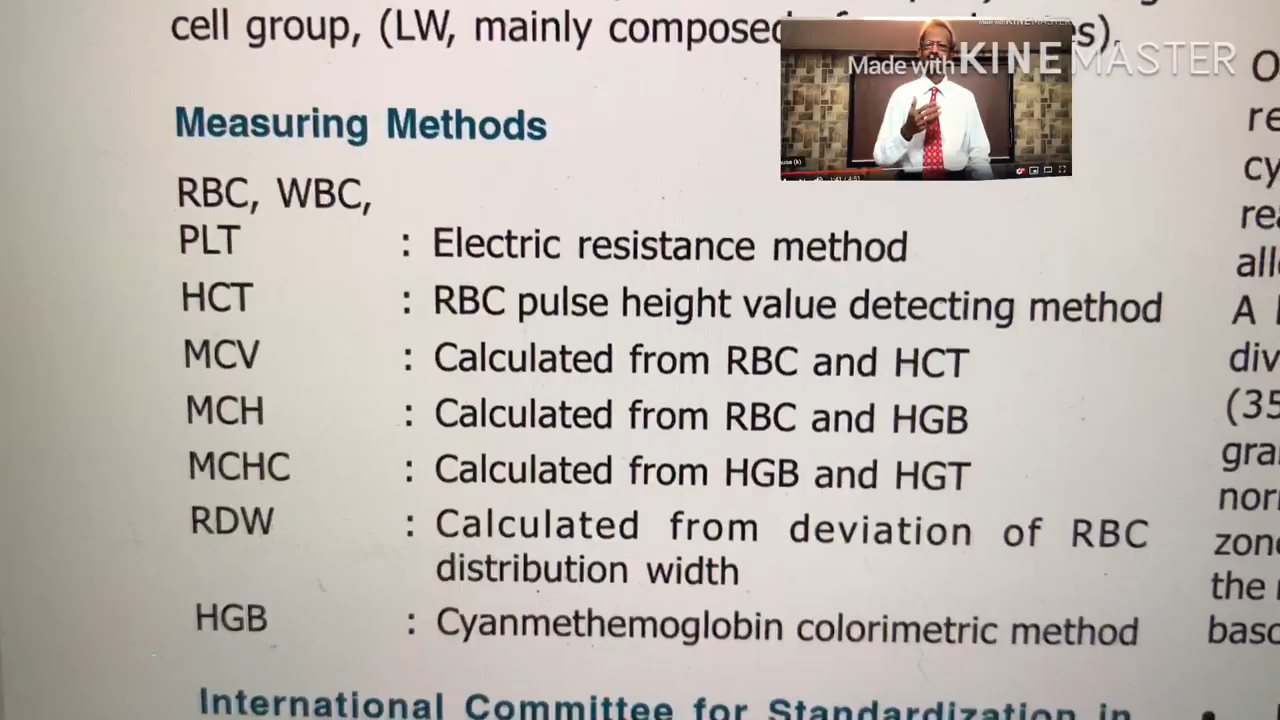 cell group, (LW, mainly composed
Made with KINEMASTER
Measuring Methods
RBC, WBC,
PLT : Electric resistance method
HCT : RBC pulse height value detecting method
MCV : Calculated from RBC and HCT
MCH : Calculated from RBC and HGB
MCHC : Calculated from HGB and HGT
RDW : Calculated from deviation of RBC
distribution width
HGB : Cyanmethemoglobin colorimetric method
International Committee for Standardization in